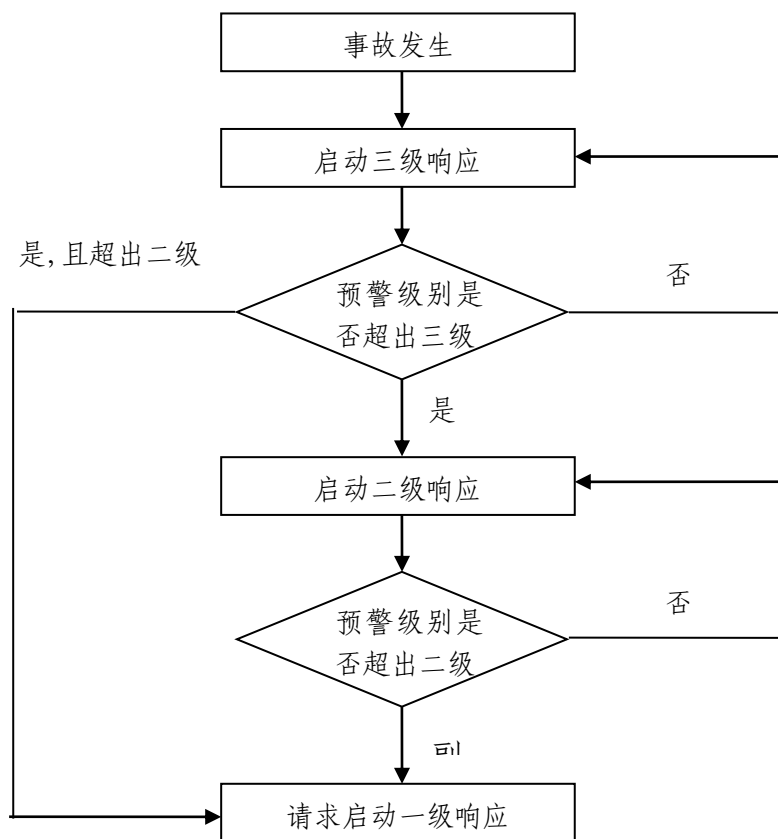 事故发生
启动三级响应
是,且超出二级
否
预警级别是
否超出三级
是
启动二级响应
否
预警级别是
否超出二级
请求启动一级响应